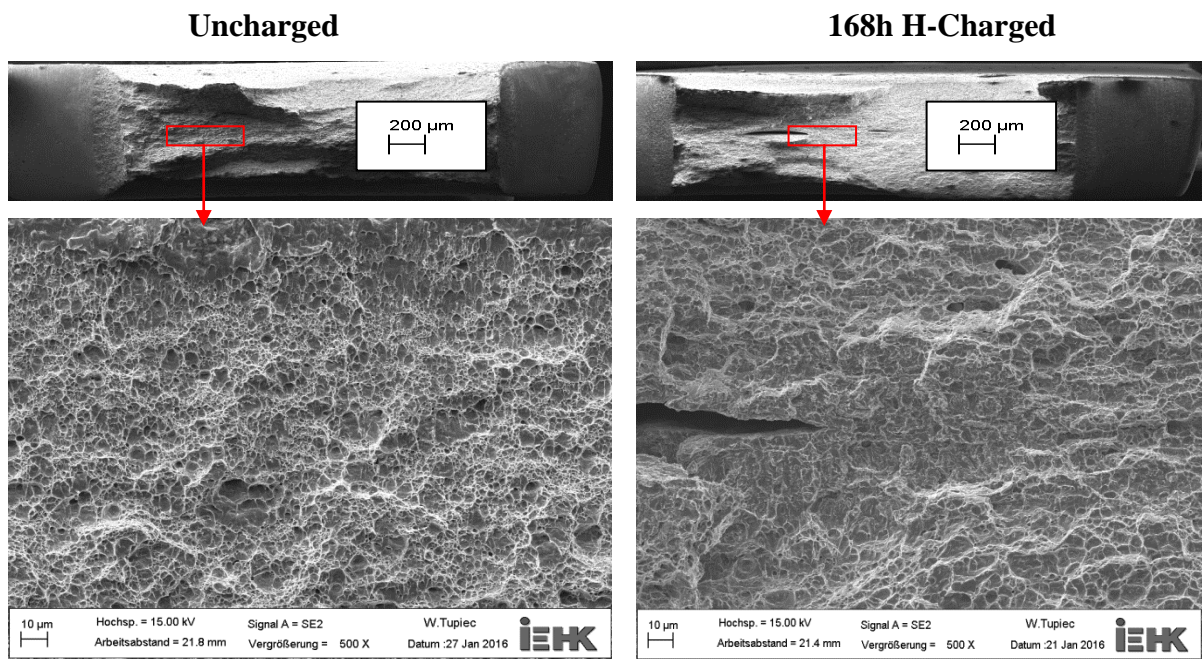 Uncharged
168h H-Charged
200 µm
200 µm
10 µm
Hochsp. = 15.00 kV
Arbeitsabstand = 21.8 mm
Signal A = SE2
Vergrößerung = 500 X
W.Tupiec
Datum :27 Jan 2016
iEHK
10 µm
Hochsp. = 15.00 kV
Arbeitsabstand = 21.4 mm
Signal A = SE2
Vergrößerung = 500 X
W.Tupiec
Datum :21 Jan 2016
iEHK